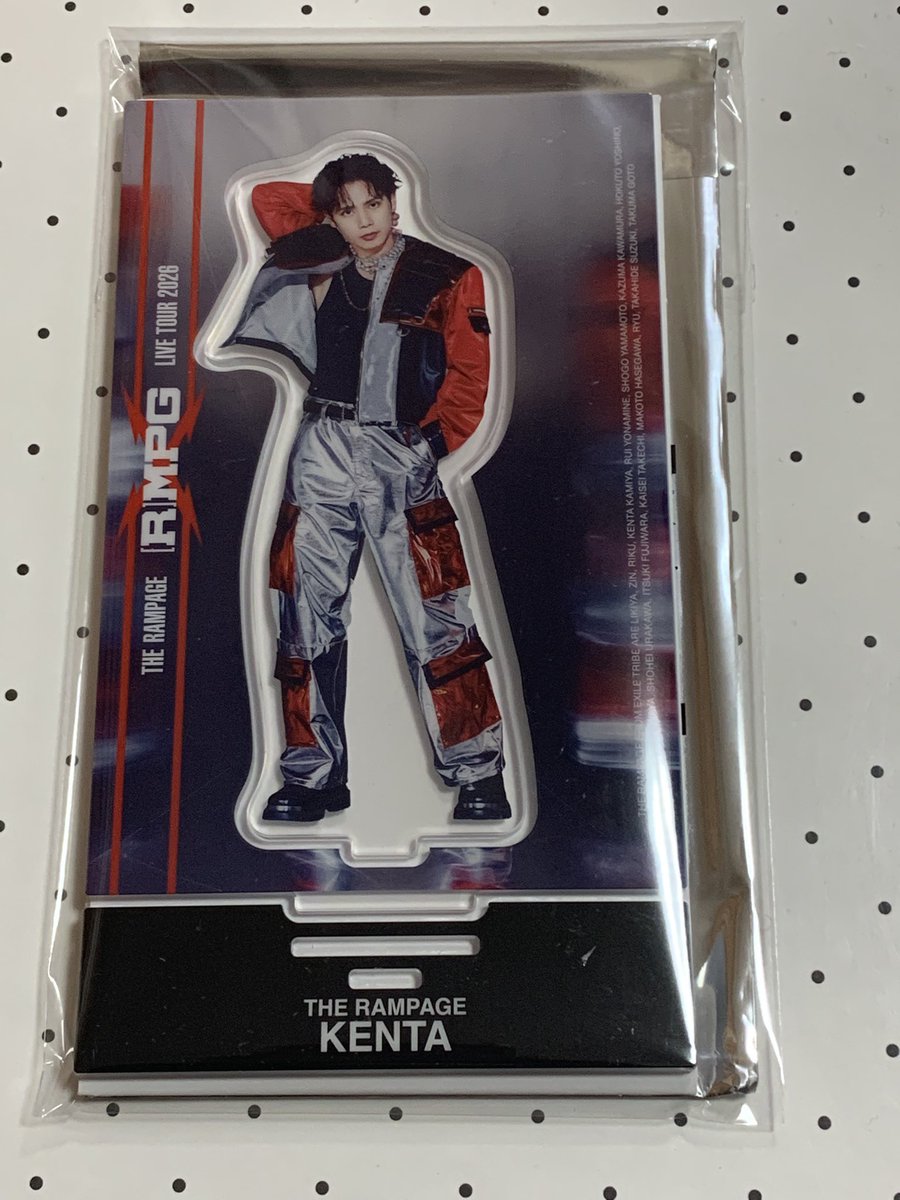 THE RAMPAGE [R]MPG LIVE TOUR 2026
EXILE TRIBE ARE LIKIYA, ZIN, RIKU, KENTA KAMIYA, RUI YONAMINE, SHOGO YAMAMOTO, KAZUMA KAWAMURA, HOKUTO YOSHINO,
SHOHEI URAKAWA, ITSUKI FUJIWARA, KAISEI TAKECHI, MAKOTO HASEGAWA, RYU, TAKAHIDE SUZUKI, TAKUMA GOTO
THE RAMPAGE
KENTA